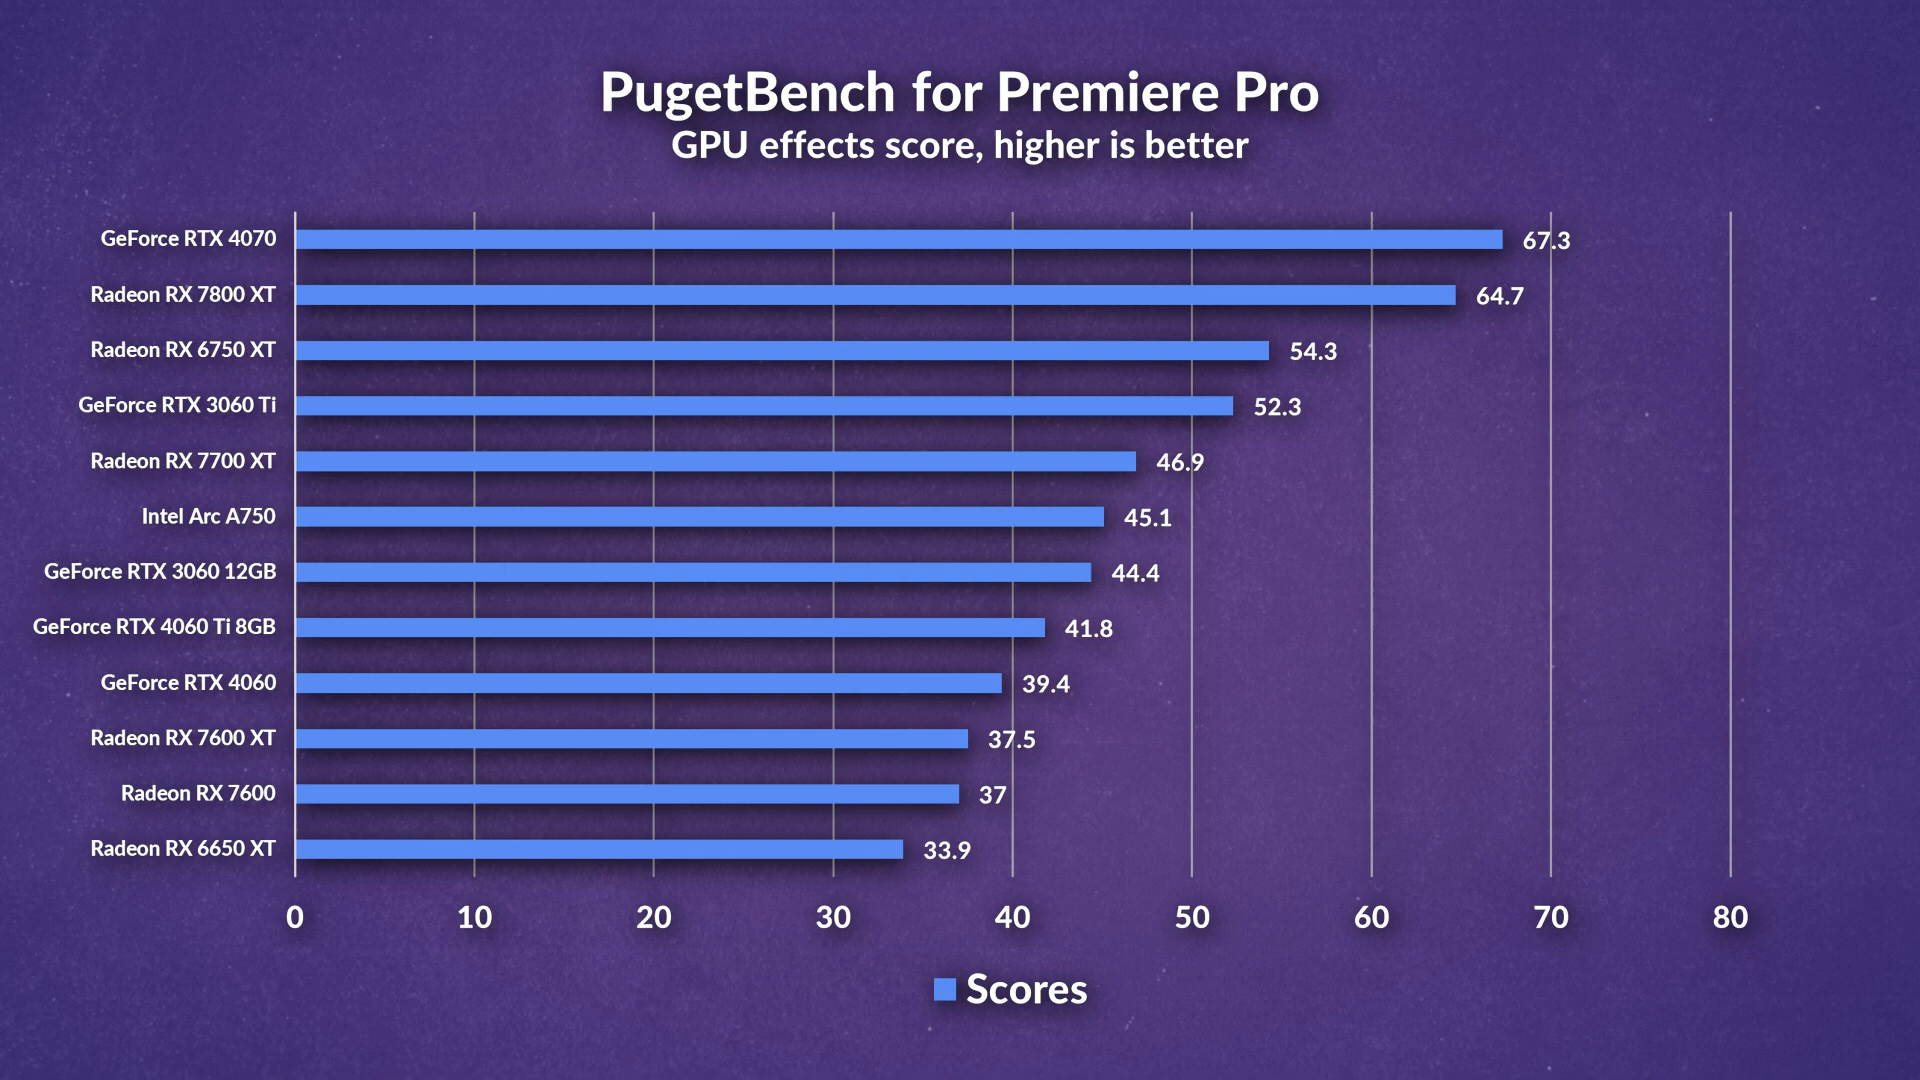 PugetBench for Premiere Pro
GPU effects score, higher is better
GeForce RTX 4070 67.3
Radeon RX 7800 XT 64.7
Radeon RX 6750 XT 54.3
GeForce RTX 3060 Ti 52.3
Radeon RX 7700 XT 46.9
Intel Arc A750 45.1
GeForce RTX 3060 12GB 44.4
GeForce RTX 4060 Ti 8GB 41.8
GeForce RTX 4060 39.4
Radeon RX 7600 XT 37.5
Radeon RX 7600 37
Radeon RX 6650 XT 33.9
0 10 20 30 40 50 60 70 80
Scores